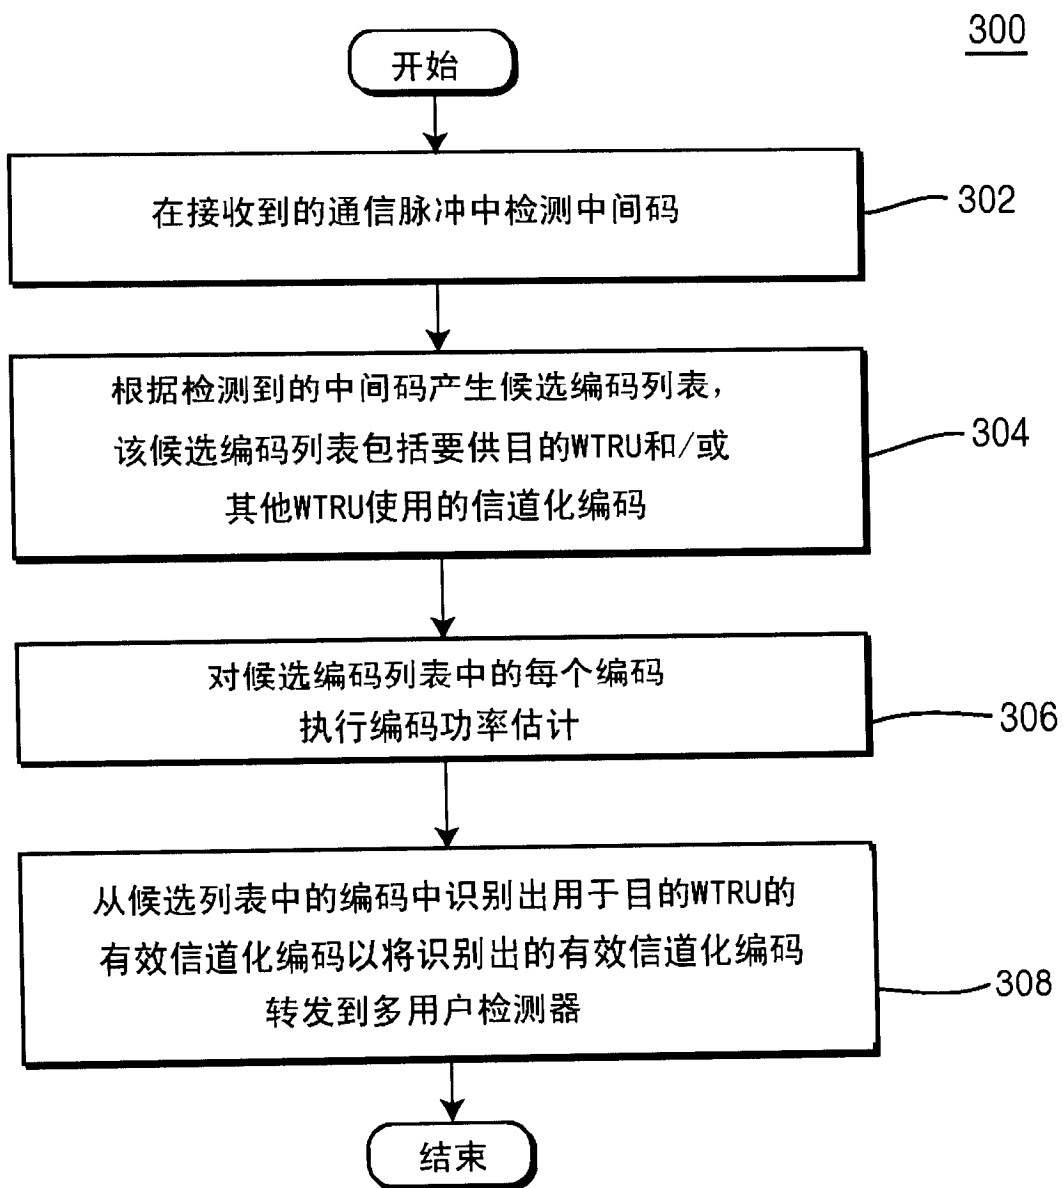 300
开始
在接收到的通信脉冲中检测中间码
302
根据检测到的中间码产生候选编码列表，
该候选编码列表包括要供目的WTRU和/或
其他WTRU使用的信道化编码
304
对候选编码列表中的每个编码
执行编码功率估计
306
从候选列表中的编码中识别出用于目的WTRU的
有效信道化编码以将识别出的有效信道化编码
转发到多用户检测器
308
结束